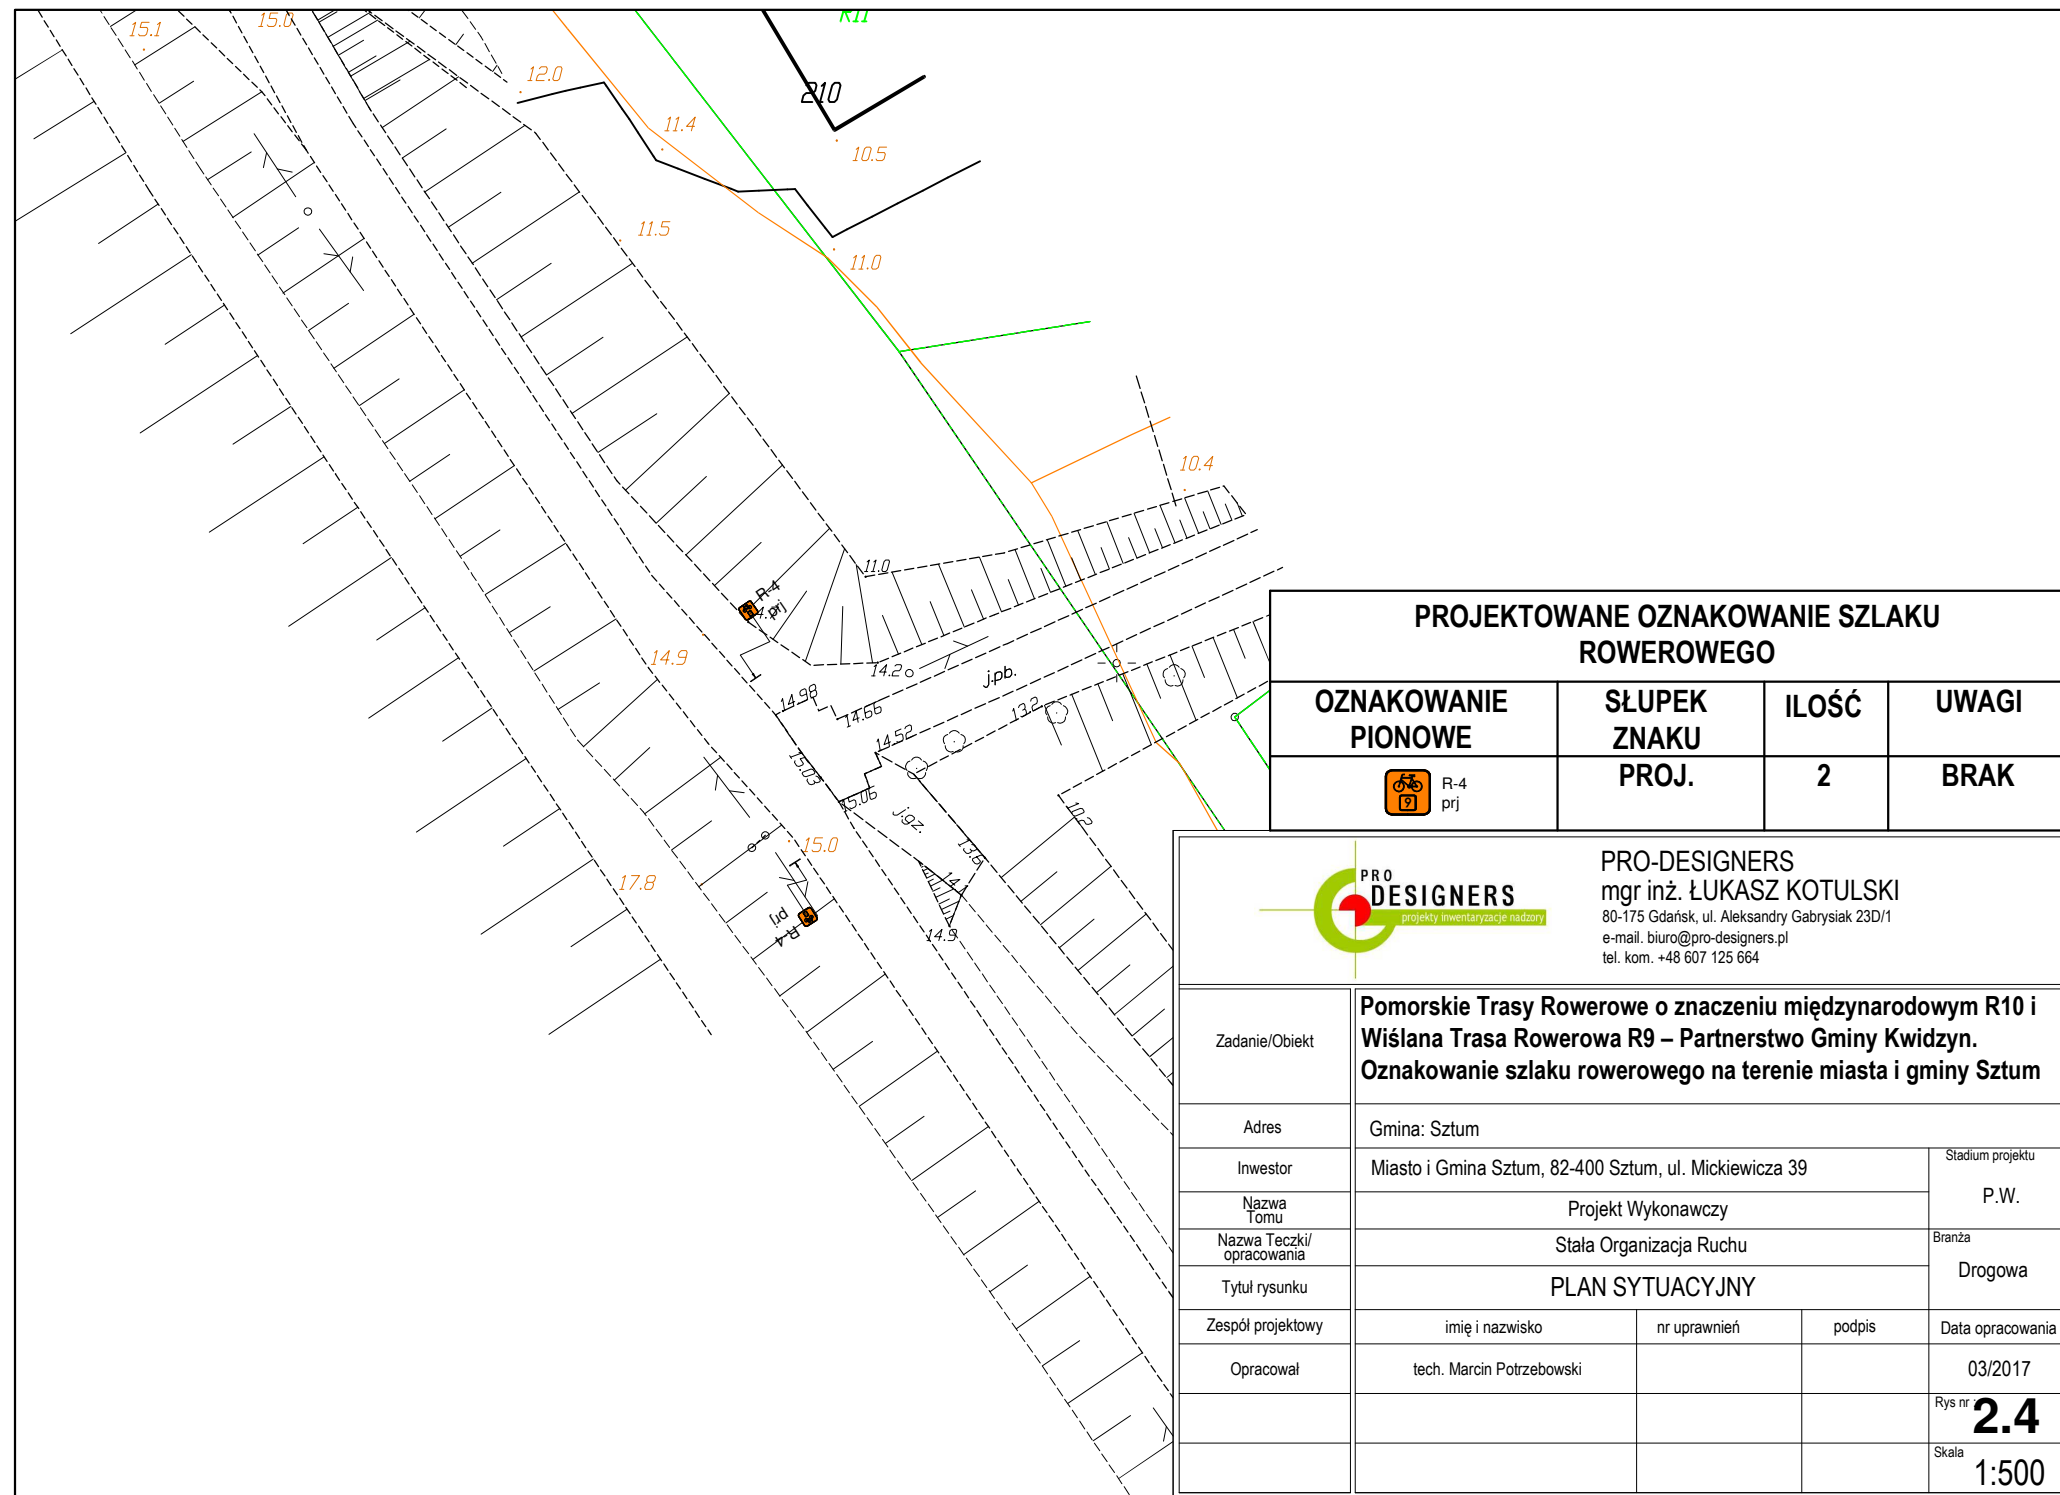 15.1
15.0
R11
12.0
210
11.4
10.5
11.5
11.0
10.4
11.0
R-4
prj
14.9
14.2
14.98
14.66
j.pb.
13.2
14.52
15.03
15.06
j.gz.
10.2
13.6
15.0
17.8
prj
R-4
14.9
PROJEKTOWANE OZNAKOWANIE SZLAKU
ROWEROWEGO
OZNAKOWANIE
PIONOWE
SŁUPEK
ZNAKU
ILOŚĆ
UWAGI
9
R-4
prj
PROJ.
2
BRAK
PRO
DESIGNERS
projekty inwentaryzacje nadzory
PRO-DESIGNERS
mgr inż. ŁUKASZ KOTULSKI
80-175 Gdańsk, ul. Aleksandry Gabrysiak 23D/1
e-mail. biuro@pro-designers.pl
tel. kom. +48 607 125 664
Zadanie/Obiekt
Pomorskie Trasy Rowerowe o znaczeniu międzynarodowym R10 i
Wiślana Trasa Rowerowa R9 – Partnerstwo Gminy Kwidzyn.
Oznakowanie szlaku rowerowego na terenie miasta i gminy Sztum
Adres
Gmina: Sztum
Inwestor
Miasto i Gmina Sztum, 82-400 Sztum, ul. Mickiewicza 39
Stadium projektu
P.W.
Nazwa
Tomu
Projekt Wykonawczy
Nazwa Teczki/
opracowania
Stała Organizacja Ruchu
Branża
Drogowa
Tytuł rysunku
PLAN SYTUACYJNY
Zespół projektowy
imię i nazwisko
nr uprawnień
podpis
Data opracowania
Opracował
tech. Marcin Potrzebowski
03/2017
Rys nr :
2.4
Skala
1:500